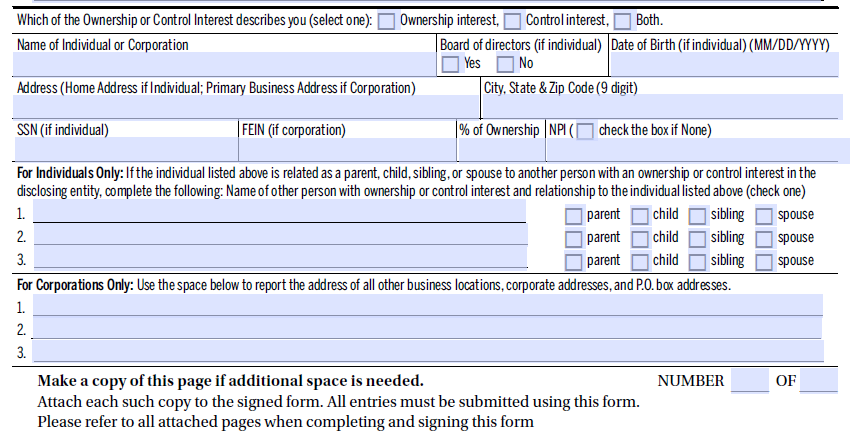 Which of the Ownership or Control Interest describes you (select one): Ownership interest, Control interest, Both.
Name of Individual or Corporation Board of directors (if individual) Date of Birth (if individual) (MM/DD/YYYY)
Yes No
Address (Home Address if Individual; Primary Business Address if Corporation) City, State & Zip Code (9 digit)
SSN (if individual) FEIN (if corporation) % of Ownership NPI ( check the box if None)
For Individuals Only: If the individual listed above is related as a parent, child, sibling, or spouse to another person with an ownership or control interest in the
disclosing entity, complete the following: Name of other person with ownership or control interest and relationship to the individual listed above (check one)
1. parent child sibling spouse
2. parent child sibling spouse
3. parent child sibling spouse
For Corporations Only: Use the space below to report the address of all other business locations, corporate addresses, and P.O. box addresses.
1.
2.
3.
Make a copy of this page if additional space is needed. NUMBER OF
Attach each such copy to the signed form. All entries must be submitted using this form.
Please refer to all attached pages when completing and signing this form